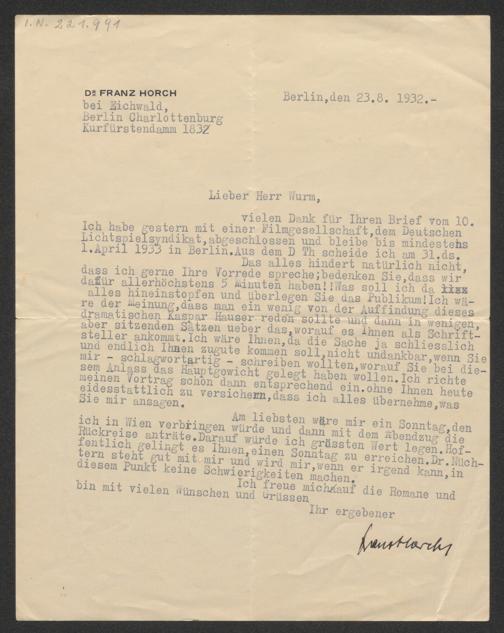 I.N. 221.991
Dr FRANZ HORCH
bei Eichwald,
Berlin Charlottenburg
Kurfürstendamm 1832
Berlin,den 23.8. 1932.-
Lieber Herr Wurm,
vielen Dank für Ihren Brief vom 10.
Ich habe gestern mit einer Filmgesellschaft,dem Deutschen
Lichtspielsyndikat,abgeschlossen und bleibe bis mindestens
1.April 1933 in Berlin.Aus dem D Th scheide ich am 31.ds.
Das alles hindert natürlich nicht,
dass ich gerne Ihre Vorrede spreche;bedenken Sie,dass wir
dafür allerhöchstens 5 Minuten haben!!Was soll ich da
alles hineinstopfen und überlegen Sie das Publikum!Ich wä-
re der Meinung,dass man ein wenig von der Auffindung dieses
dramatischen Kaspar Hauser reden sollte und dann in wenigen,
aber sitzenden Sätzen ueber das,worauf es Ihnen als Schrift-
steller ankommt.Ich wäre Ihnen,da die Sache ja schliesslich
und endlich Ihnen zugute kommen soll,nicht undankbar,wenn Sie
mir - schlagwortartig - schreiben wollten,worauf Sie bei die-
sem Anlass das Hauptgewicht gelegt haben wollen.Ich richte
meinen Vortrag schon dann entsprechend ein.ohne Ihnen heute
eidesstattlich zu versichern,dass ich alles übernehme,was
Sie mir ansagen.
Am liebsten wäre mir ein Sonntag,den
ich in Wien verbringen würde und dann mit dem Abendzug die
Rückreise anträte.Darauf würde ich grössten Wert legen.Hof-
fentlich gelingt es Ihnen,einen Sonntag zu erreichen.Dr.Nüch-
tern steht gut mit mir und wird mir,wenn er irgend kann,in
diesem Punkt keine Schwierigkeiten machen.
Ich freue mich auf die Romane und
bin mit vielen Wünschen und Grüssen
Ihr ergebener
Franz Horch